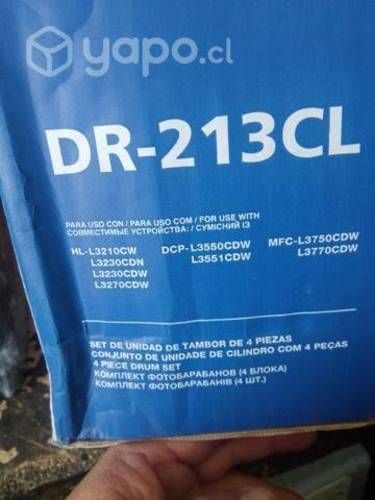 yapo.cl
DR-213CL
PARA USO CON / PARA USO COM / FOR USE WITH
СОВМЕСТИМЫЕ УСТРОЙСТВА: / СУМІСНИЙ ІЗ
HL-L3210CW DCP-L3550CDW MFC-L3750CDW
L3230CDN L3551CDW L3770CDW
L3230CDW
L3270CDW
SET DE UNIDAD DE TAMBOR DE 4 PIEZAS
CONJUNTO DE UNIDADE DE CILINDRO COM 4 PEÇAS
4 PIECE DRUM SET
КОМПЛЕКТ ФОТОБАРАБАНОВ (4 БЛОКА)
КОМПЛЕКТ ФОТОБАРАБАНІВ (4 ШТ.)